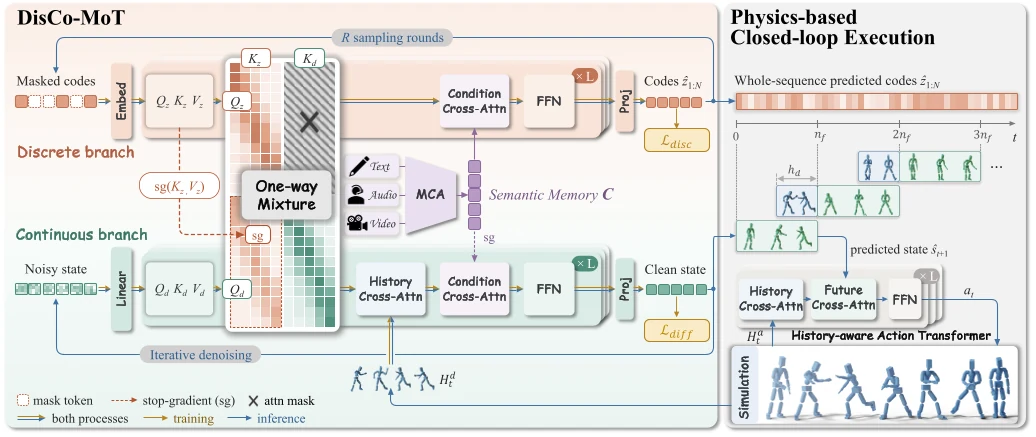 DisCo-MoT
R sampling rounds
Masked codes
Embed
Q_z K_z V_z
K_z
K_d
Q_z
Condition
Cross-Attn
FFN
× L
Proj
Codes ẑ_{1:N}
L_disc
Discrete branch
sg(K_z, V_z)
One-way
Mixture
Text
Audio
Video
MCA
Semantic Memory C
sg
sg
Continuous branch
Noisy state
Linear
Q_d K_d V_d
Q_d
History
Cross-Attn
Condition
Cross-Attn
FFN
× L
Proj
Clean state
L_diff
Iterative denoising
H_t^d
mask token
stop-gradient (sg)
attn mask
both processes
training
inference
Physics-based
Closed-loop Execution
Whole-sequence predicted codes ẑ_{1:N}
0
n_f
2n_f
3n_f
t
h_d
...
predicted state ŝ_{t+1}
× L
History
Cross-Attn
Future
Cross-Attn
FFN
a_t
H_t^a
History-aware Action Transformer
Simulation